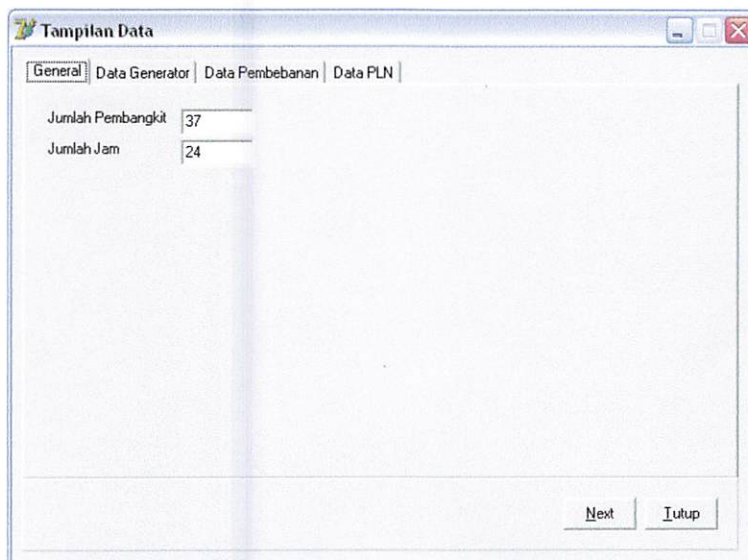 Tampilan Data
General Data Generator Data Pembebanan Data PLN
Jumlah Pembangkit 37
Jumlah Jam 24
Next Tutup